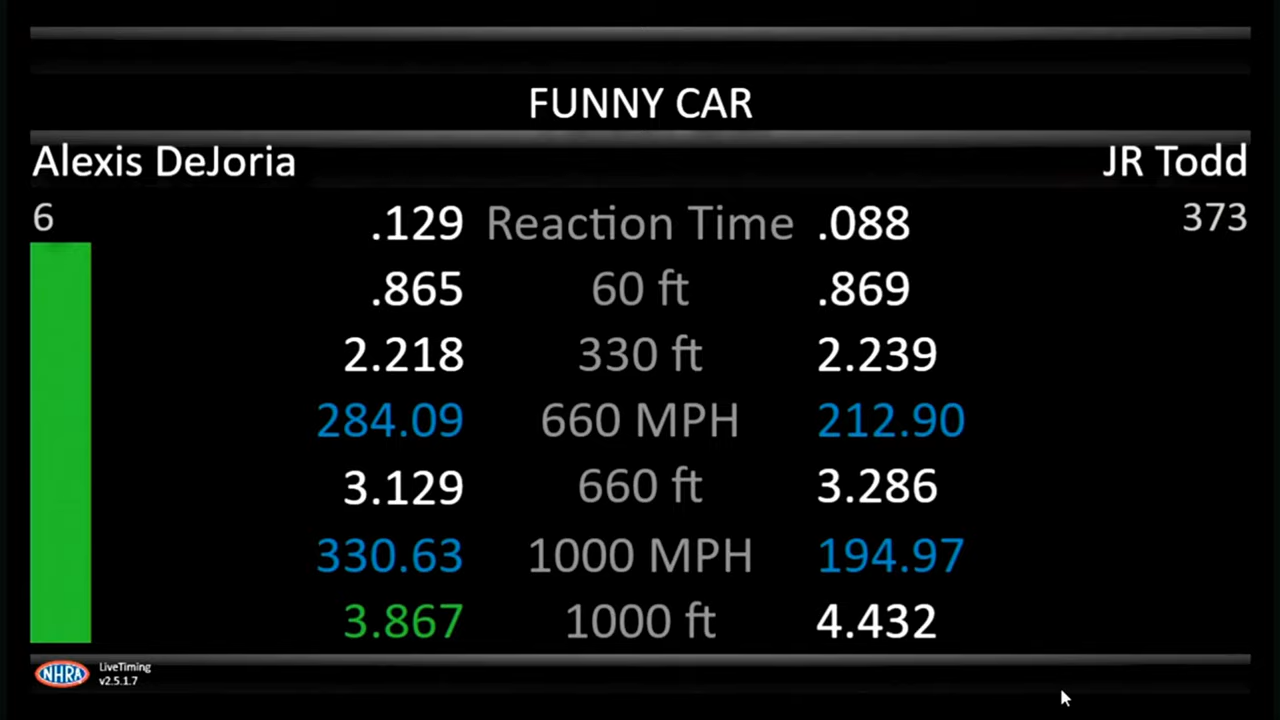 FUNNY CAR
Alexis DeJoria JR Todd
6 .129 Reaction Time .088 373
.865 60 ft .869
2.218 330 ft 2.239
284.09 660 MPH 212.90
3.129 660 ft 3.286
330.63 1000 MPH 194.97
3.867 1000 ft 4.432
NHRA LiveTiming
v2.5.1.7